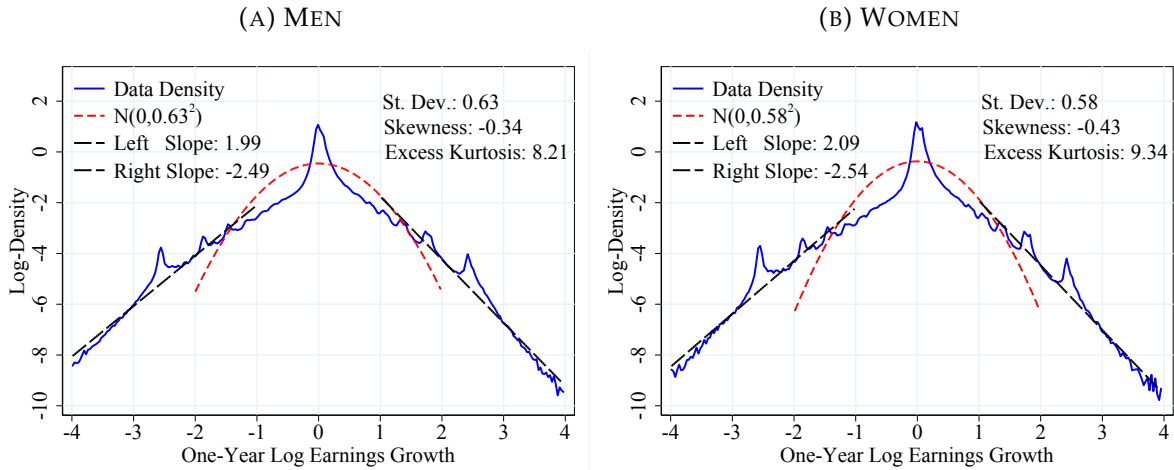 (A) MEN
Data Density
N(0,0.63²)
Left Slope: 1.99
Right Slope: -2.49
St. Dev.: 0.63
Skewness: -0.34
Excess Kurtosis: 8.21
2
0
-2
-4
-6
-8
-10
Log-Density
-4 -3 -2 -1 0 1 2 3 4
One-Year Log Earnings Growth
(B) WOMEN
Data Density
N(0,0.58²)
Left Slope: 2.09
Right Slope: -2.54
St. Dev.: 0.58
Skewness: -0.43
Excess Kurtosis: 9.34
2
0
-2
-4
-6
-8
-10
Log-Density
-4 -3 -2 -1 0 1 2 3 4
One-Year Log Earnings Growth